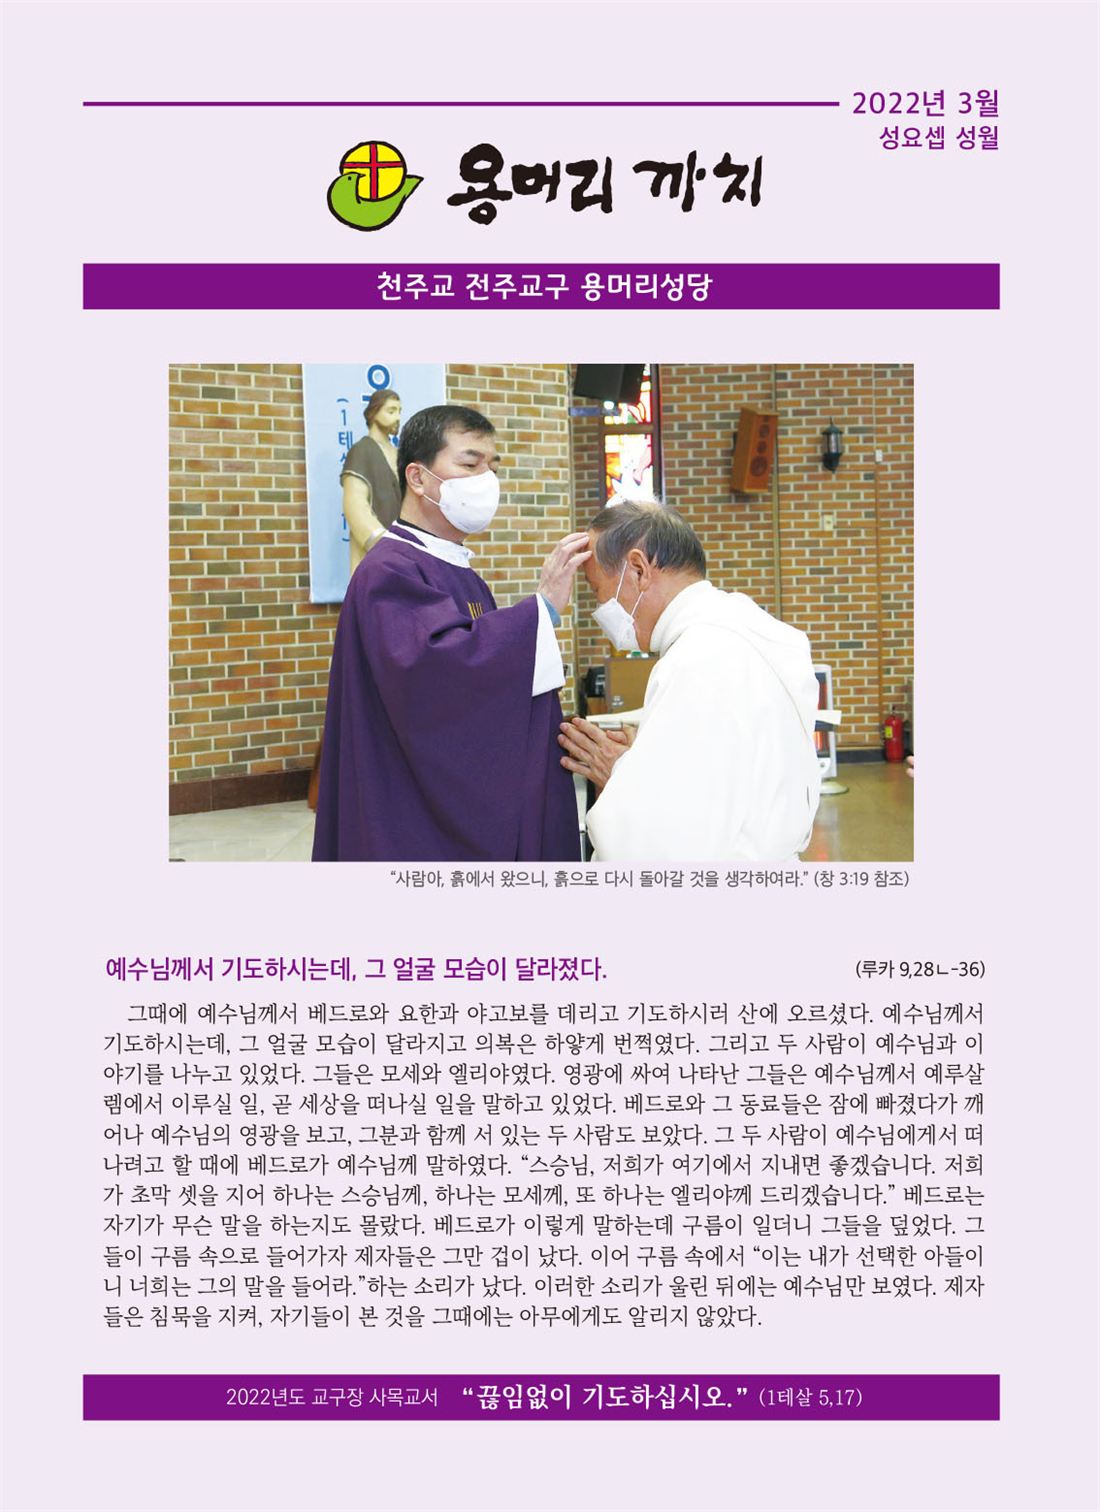 2022년 3월
성요셉 성월
용머리 까치
천주교 전주교구 용머리성당
(1테
“사람아, 흙에서 왔으니, 흙으로 다시 돌아갈 것을 생각하여라.” (창 3:19 참조)
예수님께서 기도하시는데, 그 얼굴 모습이 달라졌다. (루카 9,28ㄴ-36)
그때에 예수님께서 베드로와 요한과 야고보를 데리고 기도하시러 산에 오르셨다. 예수님께서
기도하시는데, 그 얼굴 모습이 달라지고 의복은 하얗게 번쩍였다. 그리고 두 사람이 예수님과 이
야기를 나누고 있었다. 그들은 모세와 엘리야였다. 영광에 싸여 나타난 그들은 예수님께서 예루살
렘에서 이루실 일, 곧 세상을 떠나실 일을 말하고 있었다. 베드로와 그 동료들은 잠에 빠졌다가 깨
어나 예수님의 영광을 보고, 그분과 함께 서 있는 두 사람도 보았다. 그 두 사람이 예수님에게서 떠
나려고 할 때에 베드로가 예수님께 말하였다. “스승님, 저희가 여기에서 지내면 좋겠습니다. 저희
가 초막 셋을 지어 하나는 스승님께, 하나는 모세께, 또 하나는 엘리야께 드리겠습니다.” 베드로는
자기가 무슨 말을 하는지도 몰랐다. 베드로가 이렇게 말하는데 구름이 일더니 그들을 덮었다. 그
들이 구름 속으로 들어가자 제자들은 그만 겁이 났다. 이어 구름 속에서 “이는 내가 선택한 아들이
니 너희는 그의 말을 들어라.”하는 소리가 났다. 이러한 소리가 울린 뒤에는 예수님만 보였다. 제자
들은 침묵을 지켜, 자기들이 본 것을 그때에는 아무에게도 알리지 않았다.
2022년도 교구장 사목교서 “끊임없이 기도하십시오.” (1테살 5,17)